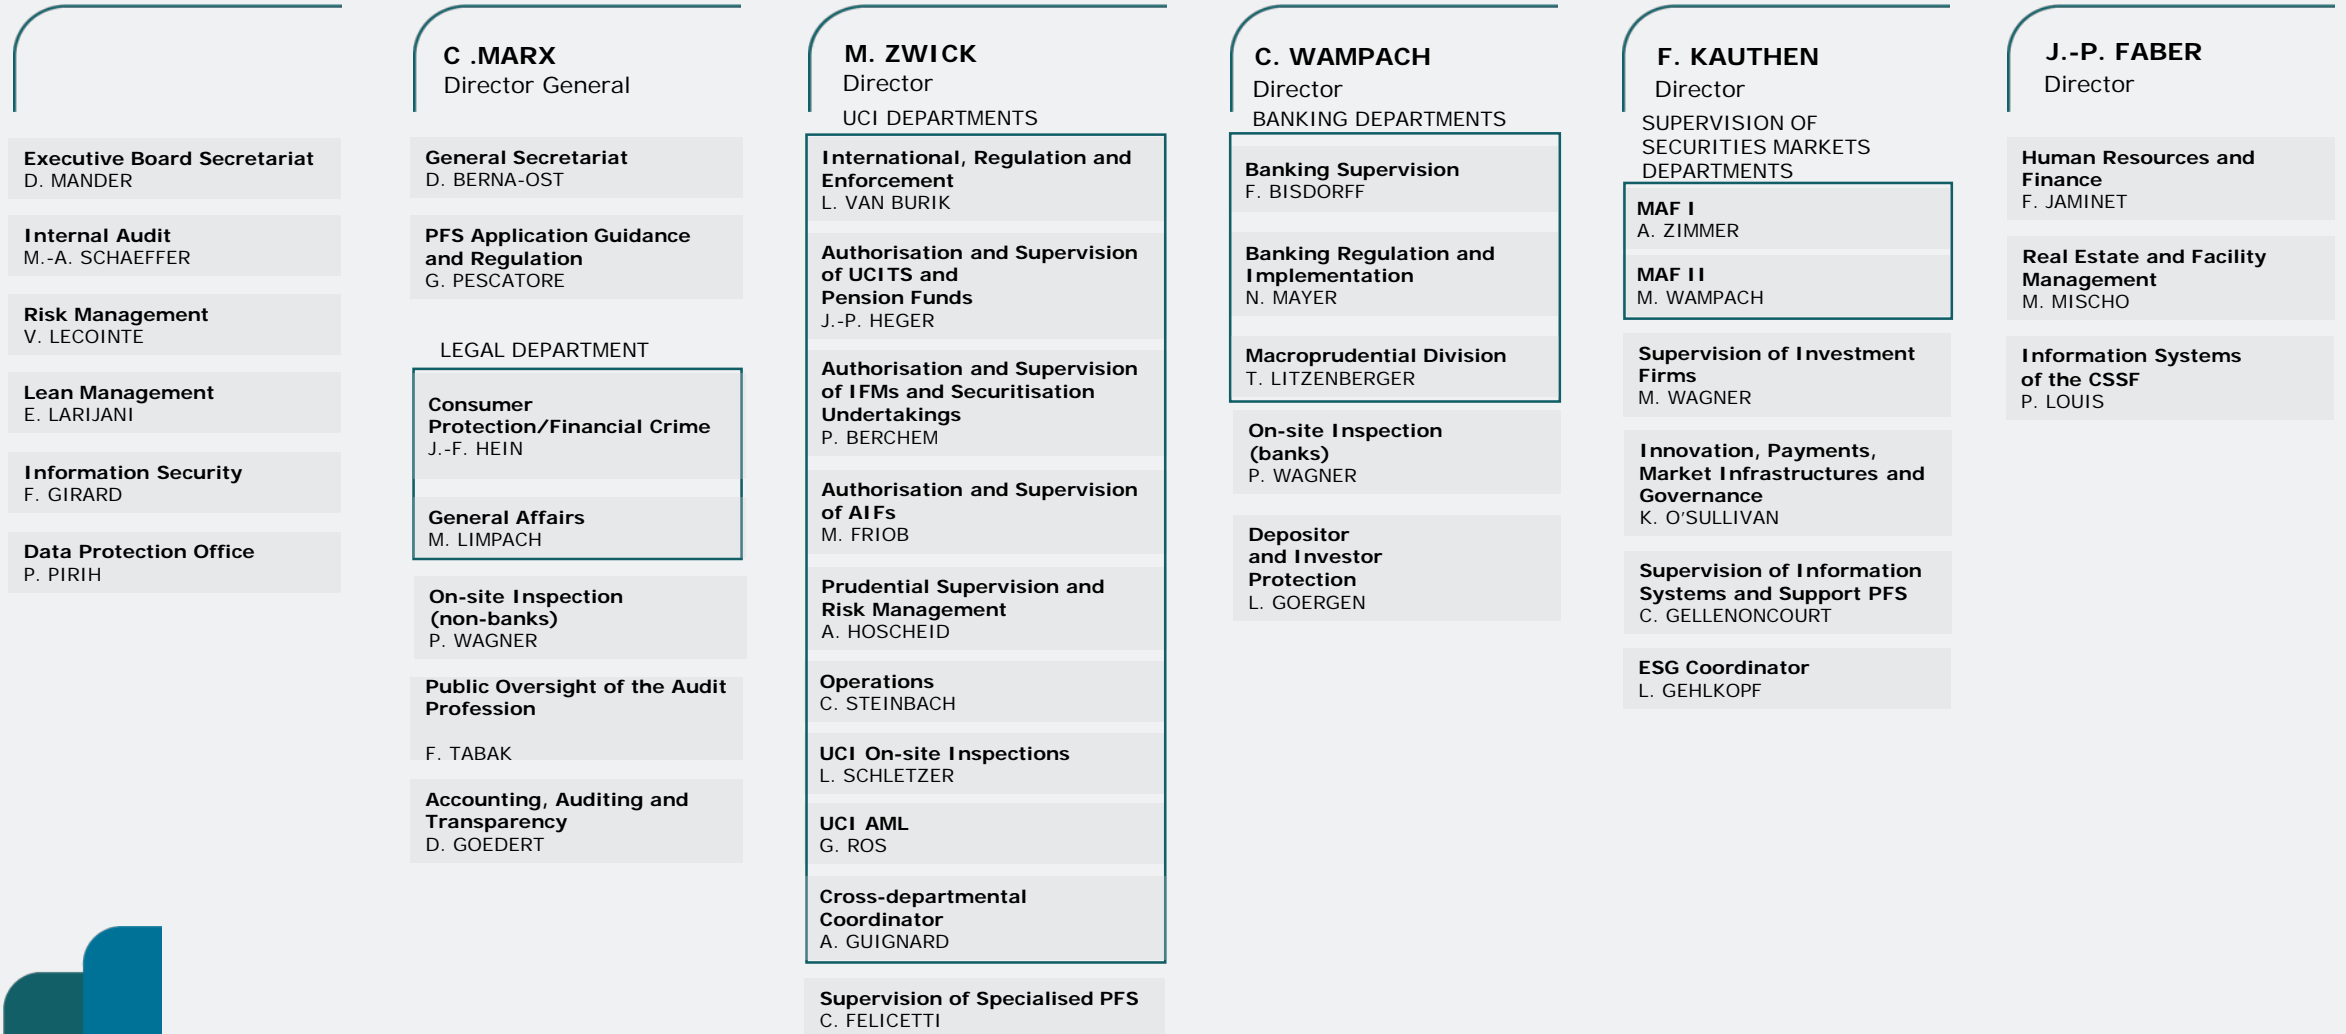 Executive Board Secretariat
D. MANDER
Internal Audit
M.-A. SCHAEFFER
Risk Management
V. LECOINTE
Lean Management
E. LARIJANI
Information Security
F. GIRARD
Data Protection Office
P. PIRIH
C .MARX
Director General
General Secretariat
D. BERNA-OST
PFS Application Guidance
and Regulation
G. PESCATORE
LEGAL DEPARTMENT
Consumer
Protection/Financial Crime
J.-F. HEIN
General Affairs
M. LIMPACH
On-site Inspection
(non-banks)
P. WAGNER
Public Oversight of the Audit
Profession
F. TABAK
Accounting, Auditing and
Transparency
D. GOEDERT
M. ZWICK
Director
UCI DEPARTMENTS
International, Regulation and
Enforcement
L. VAN BURIK
Authorisation and Supervision
of UCITS and
Pension Funds
J.-P. HEGER
Authorisation and Supervision
of IFMs and Securitisation
Undertakings
P. BERCHEM
Authorisation and Supervision
of AIFs
M. FRIOB
Prudential Supervision and
Risk Management
A. HOSCHEID
Operations
C. STEINBACH
UCI On-site Inspections
L. SCHLETZER
UCI AML
G. ROS
Cross-departmental
Coordinator
A. GUIGNARD
Supervision of Specialised PFS
C. FELICETTI
C. WAMPACH
Director
BANKING DEPARTMENTS
Banking Supervision
F. BISDORFF
Banking Regulation and
Implementation
N. MAYER
Macroprudential Division
T. LITZENBERGER
On-site Inspection
(banks)
P. WAGNER
Depositor
and Investor
Protection
L. GOERGEN
F. KAUTHEN
Director
SUPERVISION OF
SECURITIES MARKETS
DEPARTMENTS
MAF I
A. ZIMMER
MAF II
M. WAMPACH
Supervision of Investment
Firms
M. WAGNER
Innovation, Payments,
Market Infrastructures and
Governance
K. O'SULLIVAN
Supervision of Information
Systems and Support PFS
C. GELLENONCOURT
ESG Coordinator
L. GEHLKOPF
J.-P. FABER
Director
Human Resources and
Finance
F. JAMINET
Real Estate and Facility
Management
M. MISCHO
Information Systems
of the CSSF
P. LOUIS